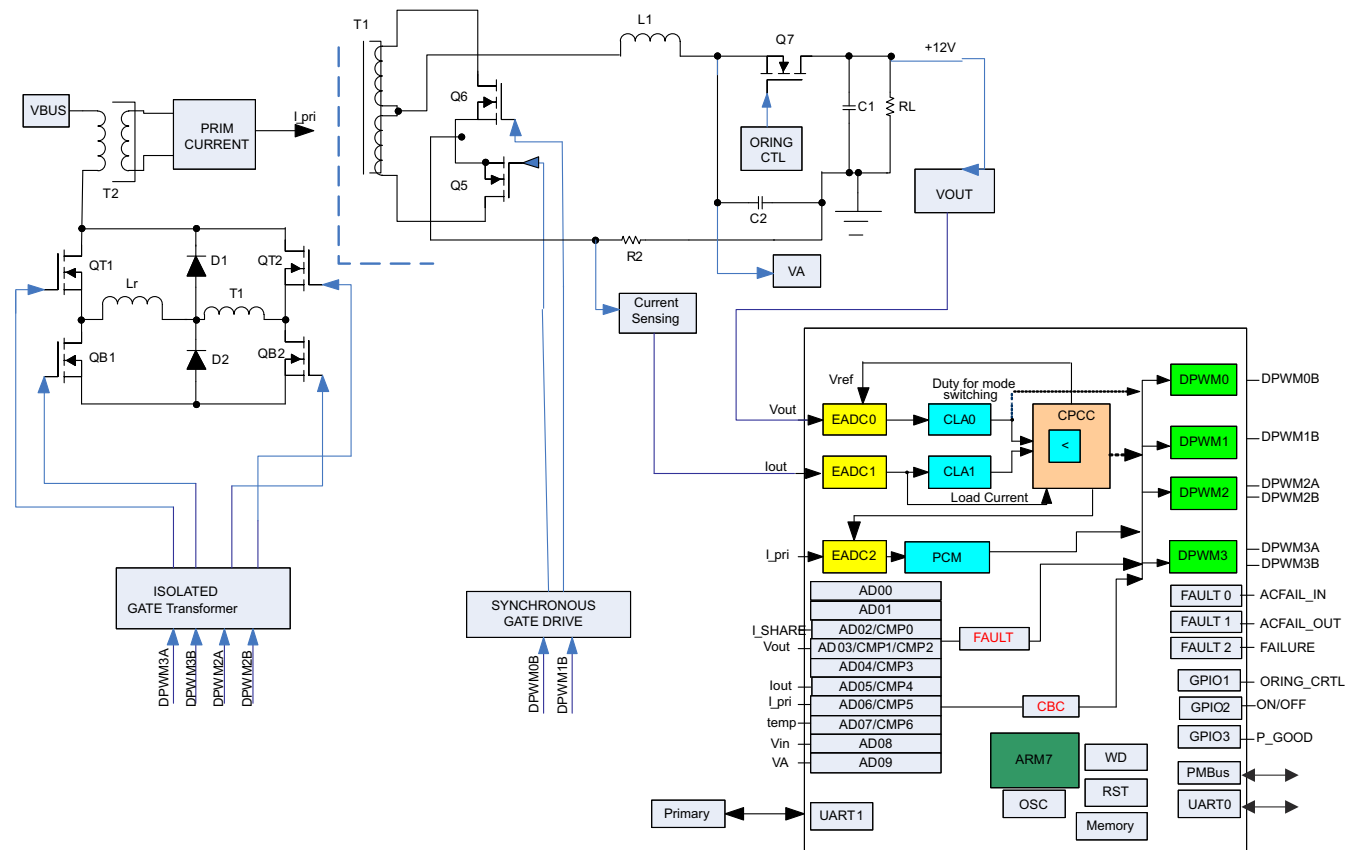 T1
L1
Q7
+12V
VBUS
PRIM
CURRENT
I_pri
T2
Q6
Q5
ORING
CTL
C1
RL
VOUT
C2
R2
VA
Current
Sensing
QT1
D1
QT2
Lr
T1
QB1
D2
QB2
ISOLATED
GATE Transformer
DPWM3A
DPWM3B
DPWM2A
DPWM2B
SYNCHRONOUS
GATE DRIVE
DPWM0B
DPWM1B
Vref
Duty for mode
switching
Vout
EADC0
CLA0
CPCC
<
Iout
EADC1
CLA1
Load Current
I_pri
EADC2
PCM
DPWM0
DPWM0B
DPWM1
DPWM1B
DPWM2
DPWM2A
DPWM2B
DPWM3
DPWM3A
DPWM3B
AD00
AD01
I_SHARE
AD02/CMP0
Vout
AD03/CMP1/CMP2
AD04/CMP3
Iout
AD05/CMP4
I_pri
AD06/CMP5
temp
AD07/CMP6
Vin
AD08
VA
AD09
FAULT
CBC
FAULT 0
ACFAIL_IN
FAULT 1
ACFAIL_OUT
FAULT 2
FAILURE
GPIO1
ORING_CRTL
GPIO2
ON/OFF
GPIO3
P_GOOD
ARM7
WD
OSC
RST
Memory
PMBus
UART0
Primary
UART1